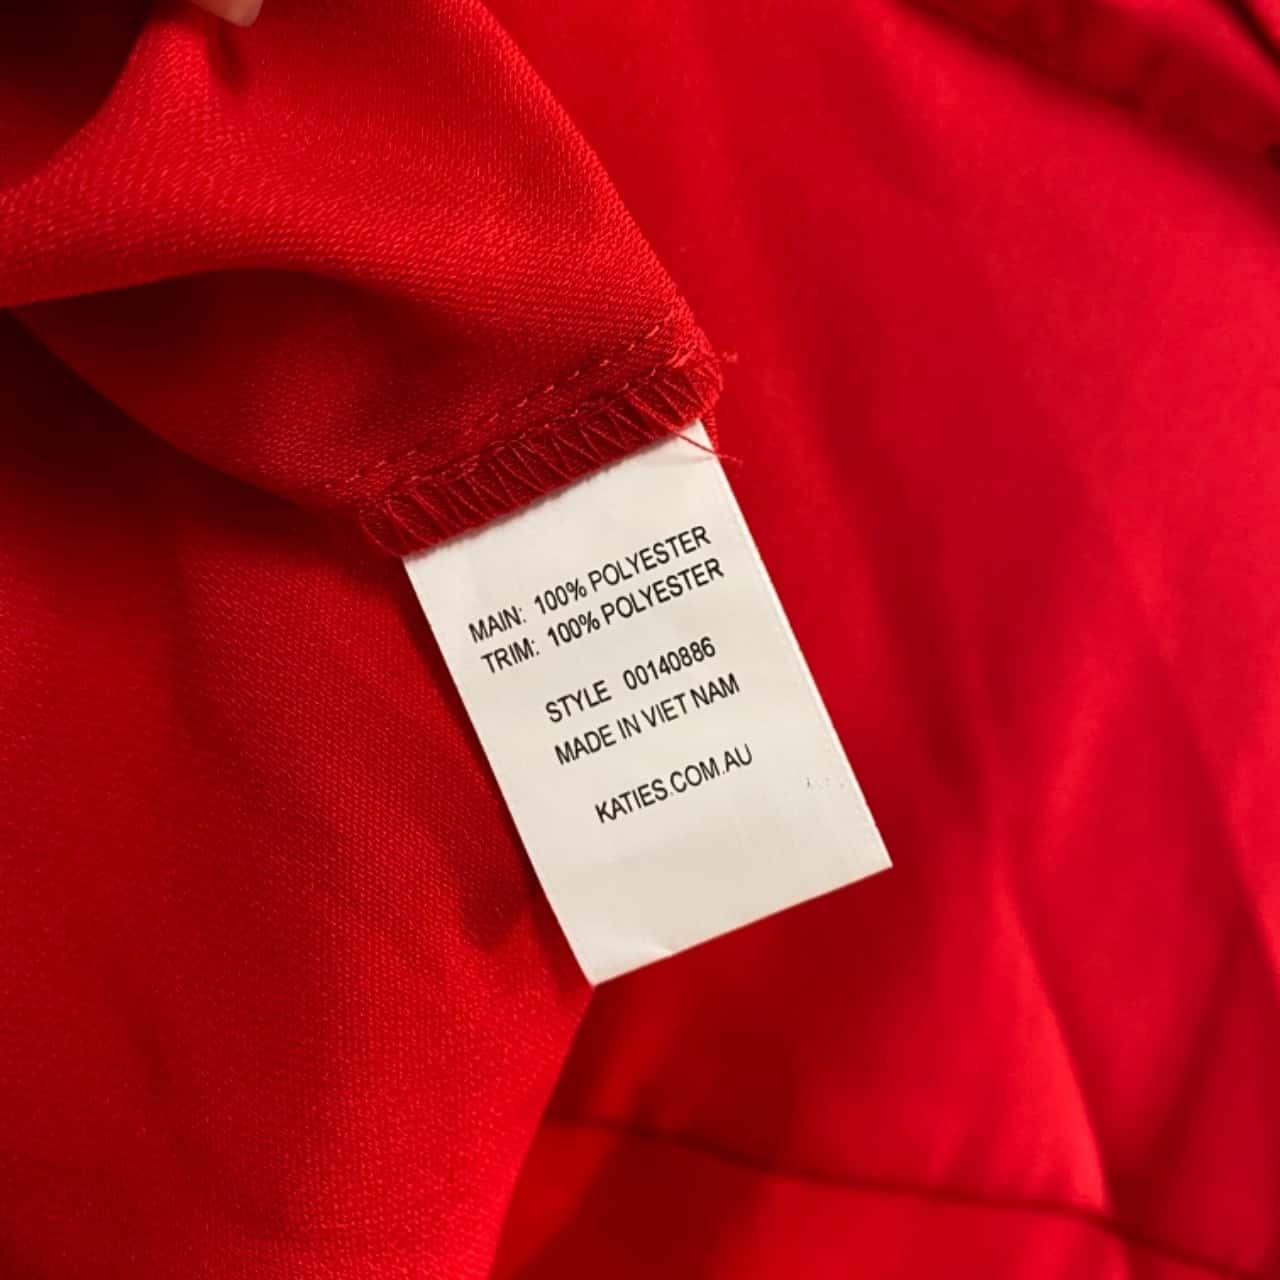 MAIN: 100% POLYESTER
TRIM: 100% POLYESTER
STYLE 00140886
MADE IN VIET NAM
KATIES.COM.AU